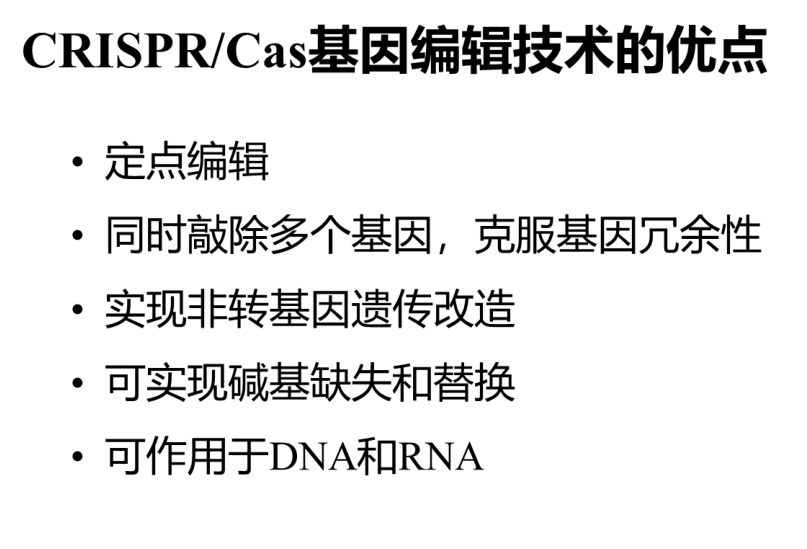 CRISPR/Cas基因编辑技术的优点
• 定点编辑
• 同时敲除多个基因，克服基因冗余性
• 实现非转基因遗传改造
• 可实现碱基缺失和替换
• 可作用于DNA和RNA